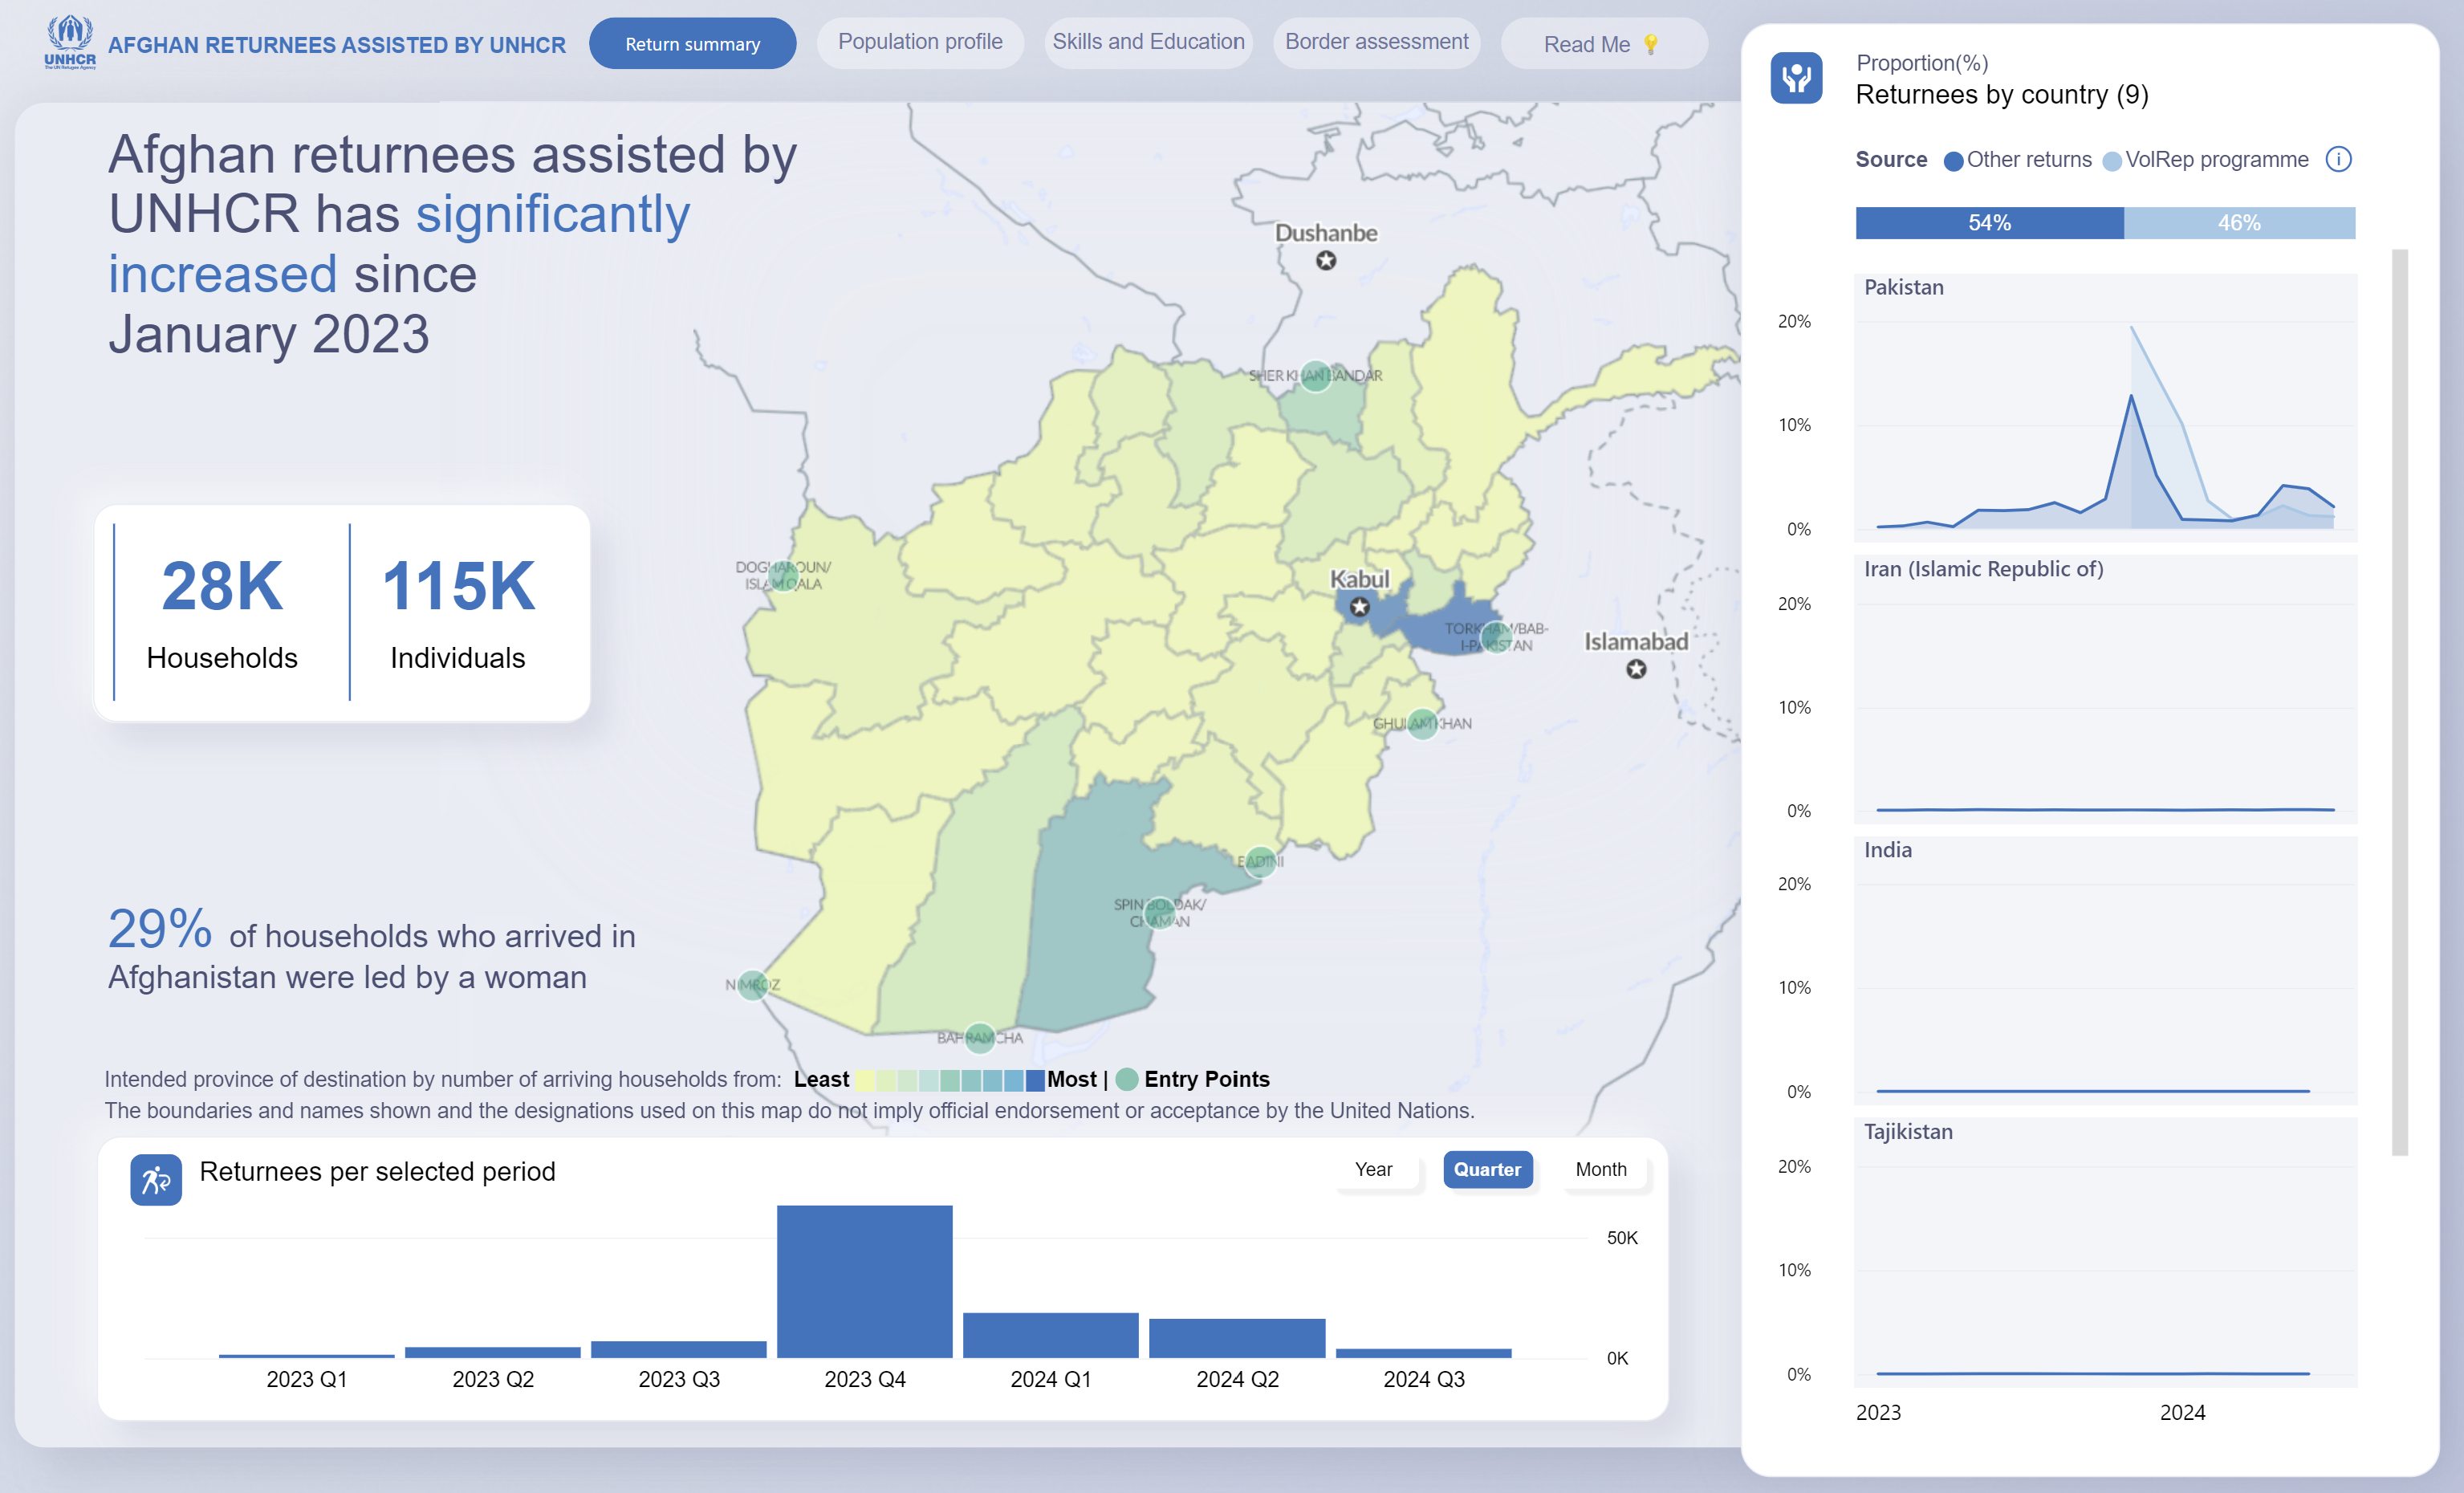 UNHCR
The UN Refugee Agency
AFGHAN RETURNEES ASSISTED BY UNHCR
Return summary
Population profile
Skills and Education
Border assessment
Read Me
Afghan returnees assisted by
UNHCR has significantly
increased since
January 2023
28K
Households
115K
Individuals
29% of households who arrived in
Afghanistan were led by a woman
Dushanbe
SHER KHAN BANDAR
DOGHAROUN/
ISLAM QALA
Kabul
TORKHAM/BAB-
I-PAKISTAN
Islamabad
GHULAM KHAN
BADINI
SPIN BOLDAK/
CHAMAN
NIMROZ
BAHRAMCHA
Intended province of destination by number of arriving households from: Least Most | Entry Points
The boundaries and names shown and the designations used on this map do not imply official endorsement or acceptance by the United Nations.
Returnees per selected period
Year
Quarter
Month
50K
0K
2023 Q1
2023 Q2
2023 Q3
2023 Q4
2024 Q1
2024 Q2
2024 Q3
Proportion(%)
Returnees by country (9)
Source Other returns VolRep programme i
54%
46%
Pakistan
20%
10%
0%
Iran (Islamic Republic of)
20%
10%
0%
India
20%
10%
0%
Tajikistan
20%
10%
0%
2023
2024